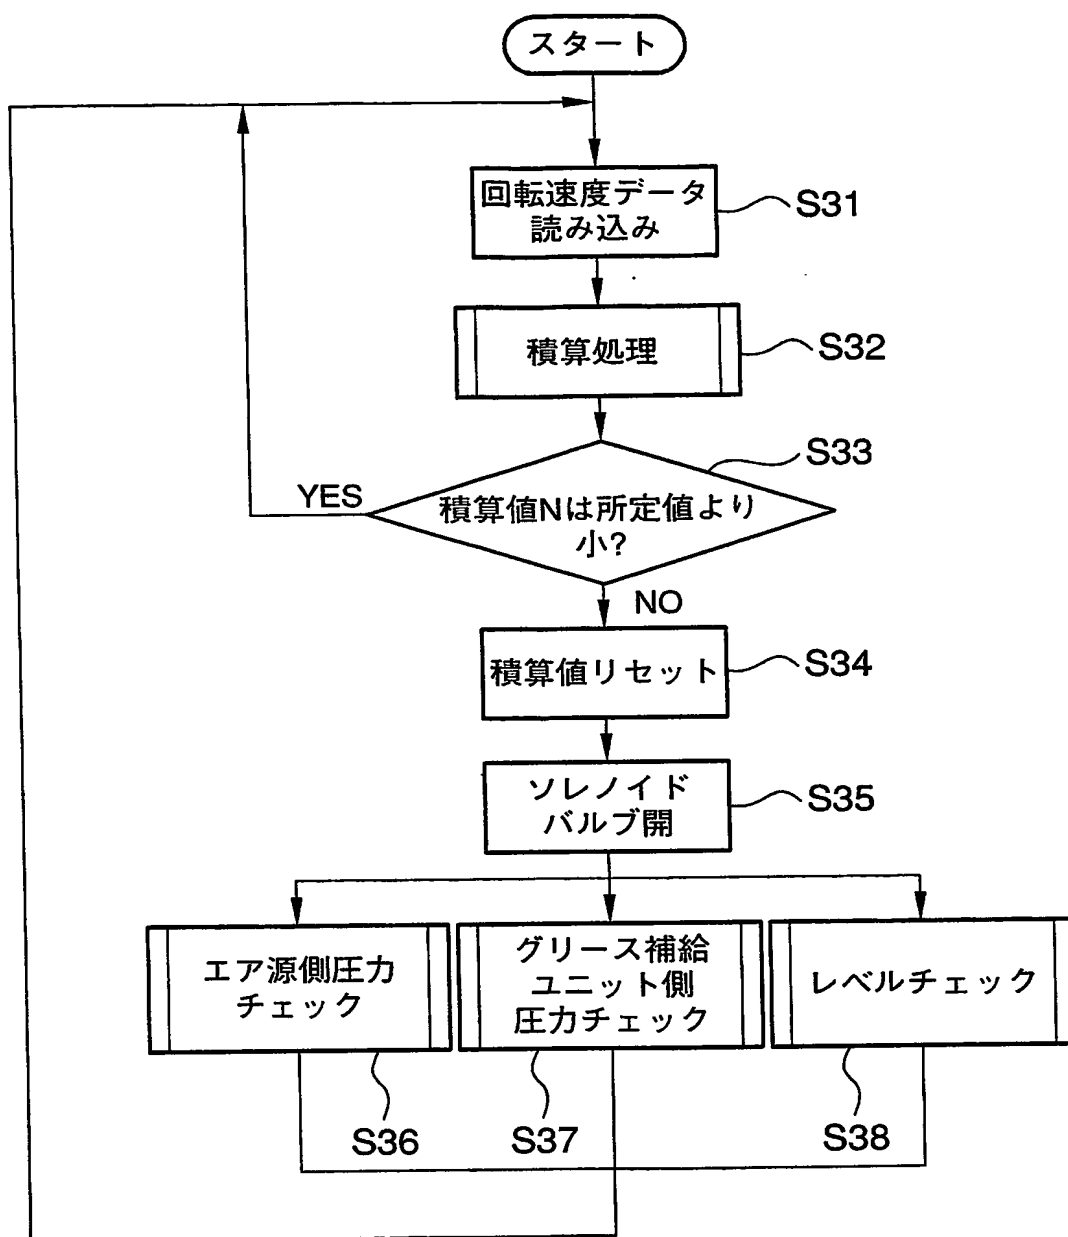 スタート
回転速度データ
読み込み
S31
積算処理
S32
S33
YES
積算値Nは所定値より
小?
NO
積算値リセット
S34
ソレノイド
バルブ開
S35
エア源側圧力
チェック
グリース補給
ユニット側
圧力チェック
レベルチェック
S36
S37
S38